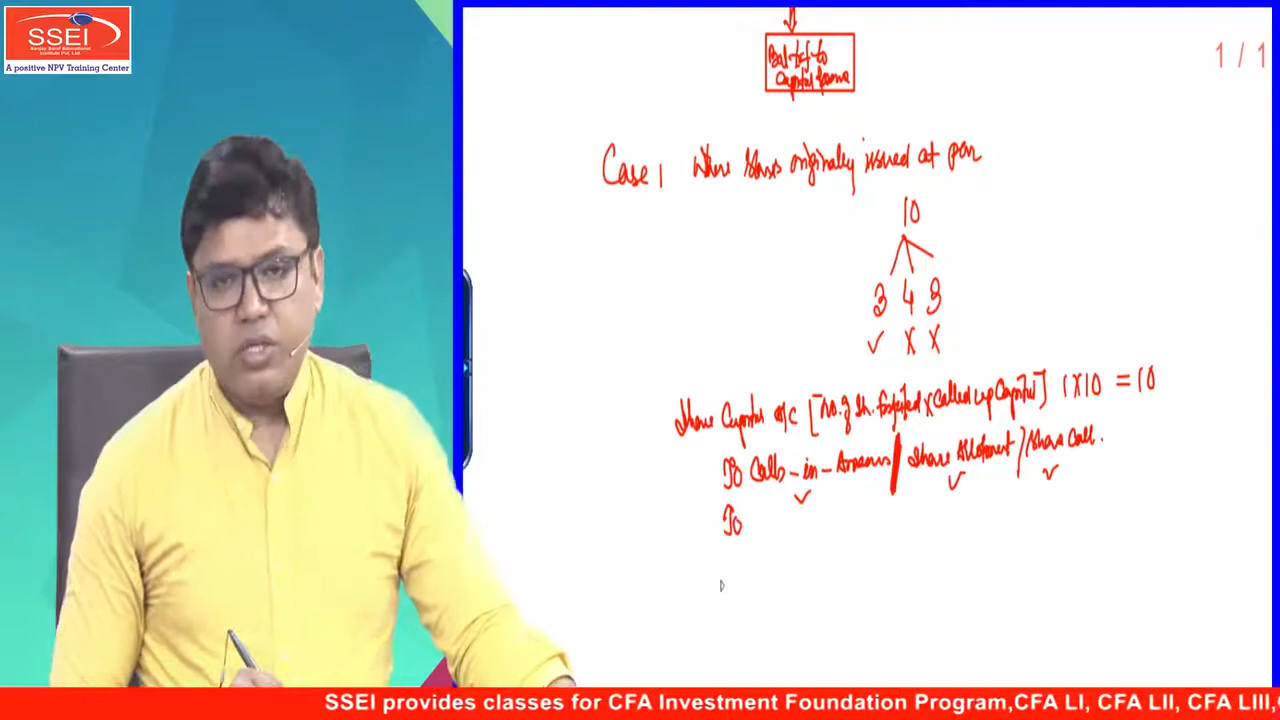 SSEI
Sanjay Saraf Educational
Institute Pvt. Ltd.
A positive NPV Training Center
1 / 1
Bal trf to
Capital
Case 1 Where shares originally issued at par
10
3 4 3
✓ X X
Share Capital a/c [No. of Sh. forfeited x Called up Capital] 1 X 10 = 10
To Calls-in-Arrears / Share Allotment / Share Call.
✓ ✓ ✓
To
SSEI provides classes for CFA Investment Foundation Program,CFA LI, CFA LII, CFA LIII,